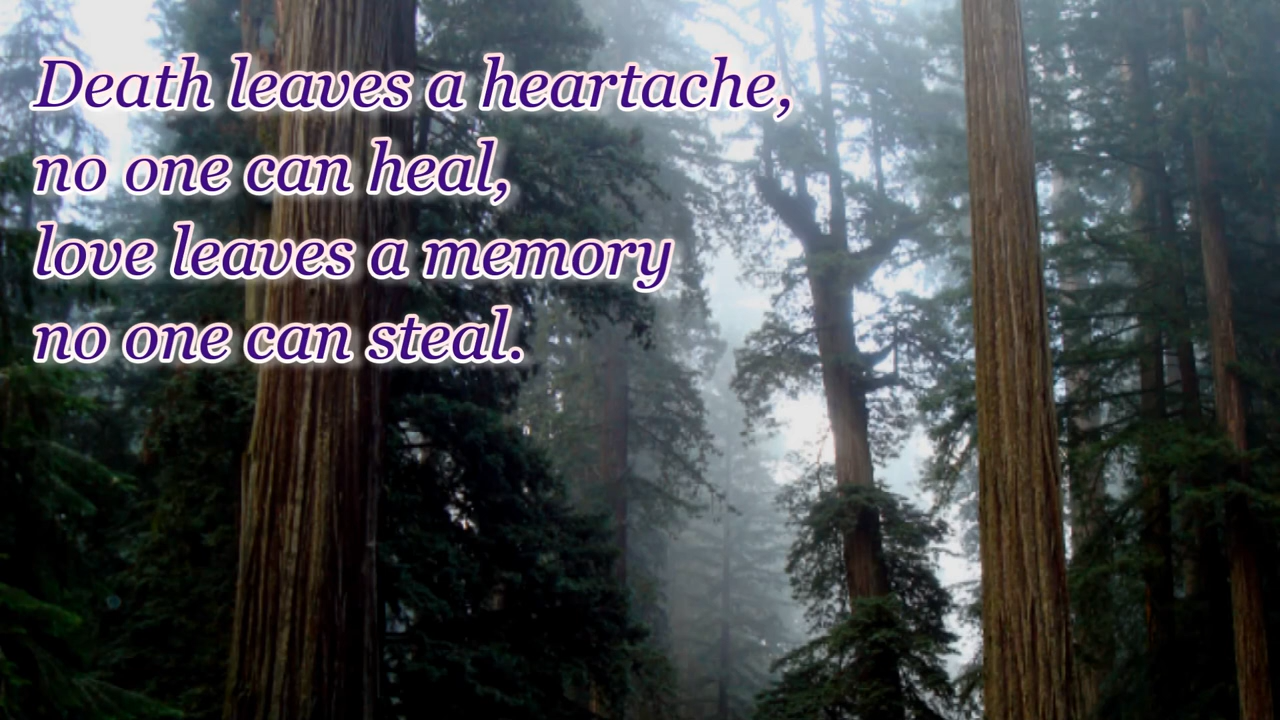 Death leaves a heartache,
no one can heal,
love leaves a memory
no one can steal.